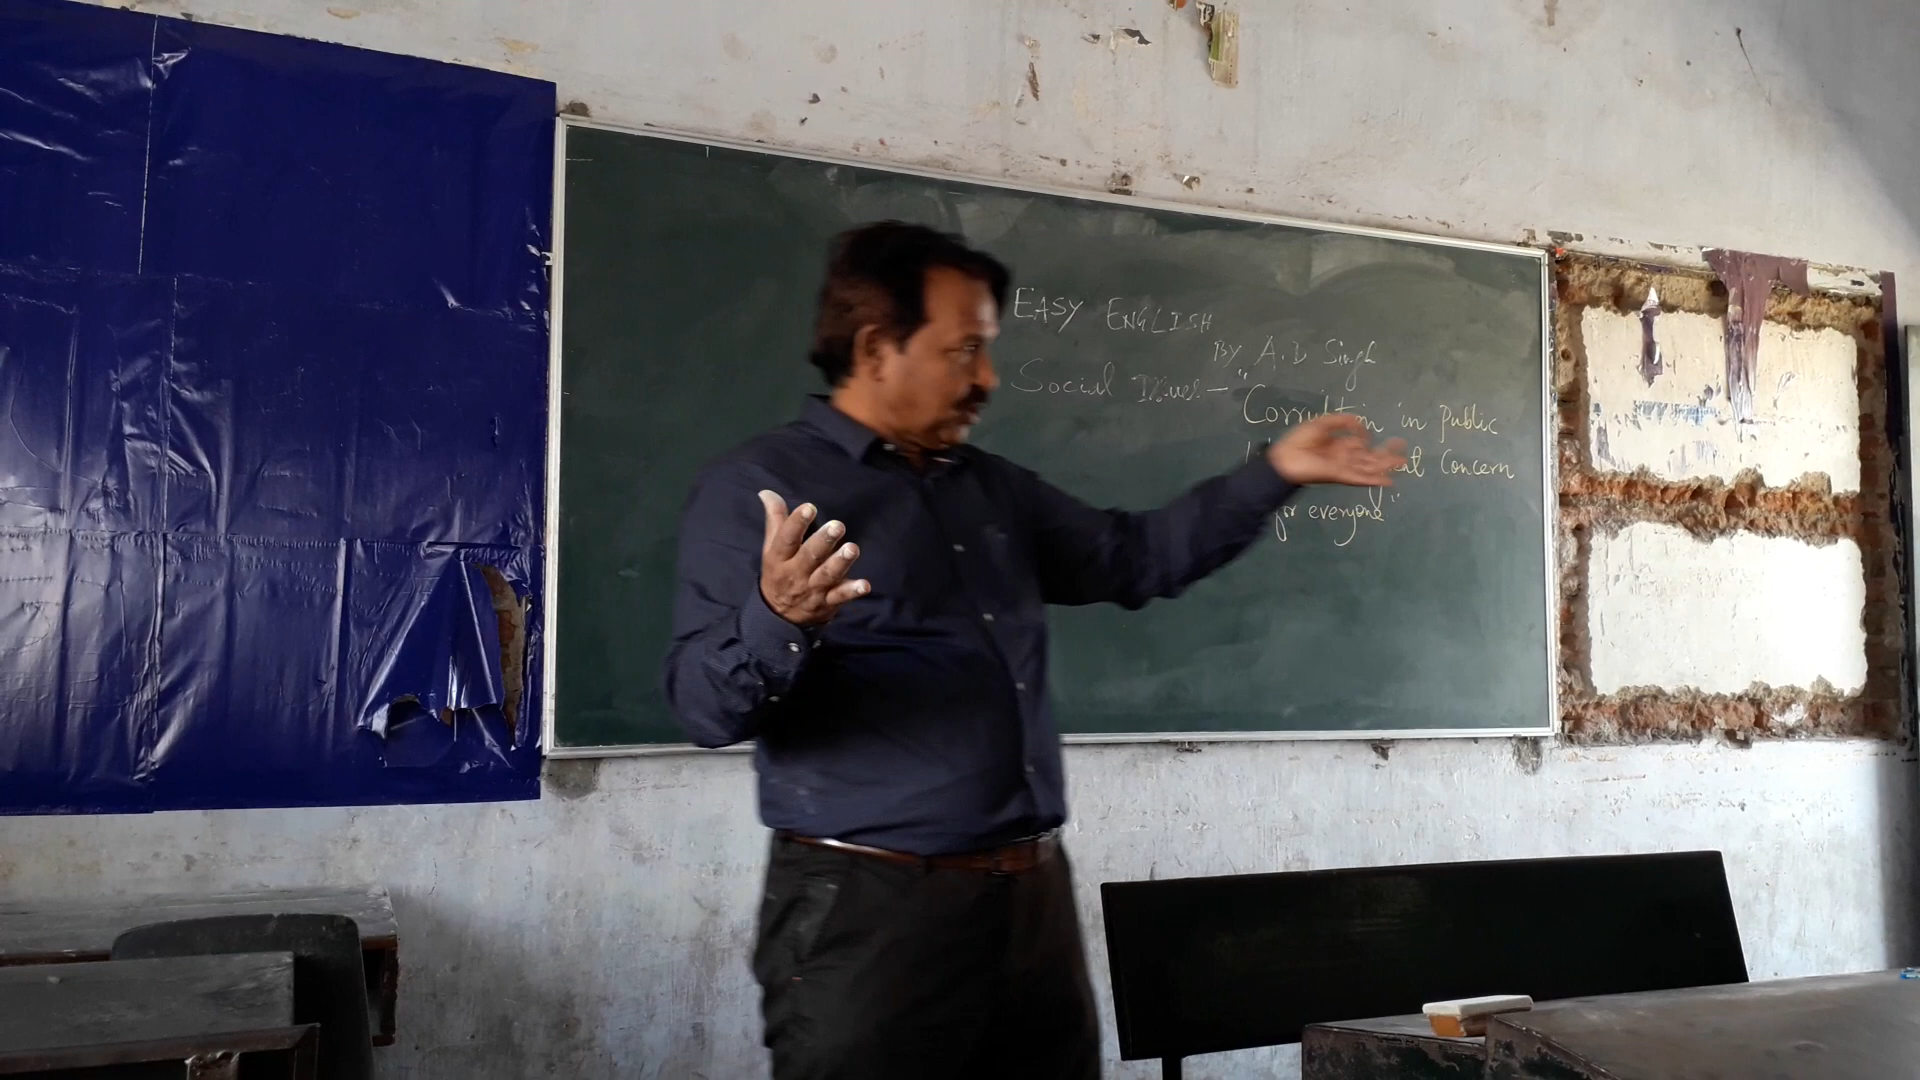 EASY ENGLISH
BY A.D Singh
Social Issues — "Corruption in public
Concern
for everyone"